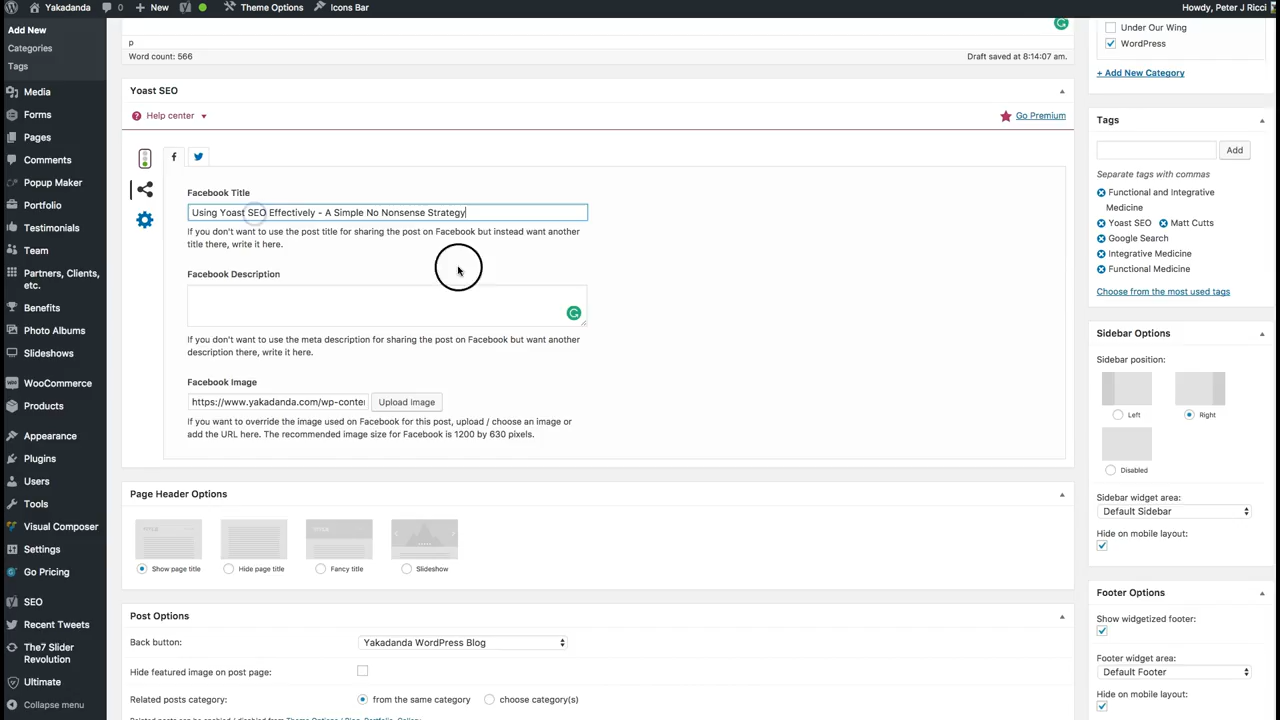 Yakadanda
0
New
Theme Options
Icons Bar
Howdy, Peter J Ricci
Add New
Categories
Tags
Media
Forms
Pages
Comments
Popup Maker
Portfolio
Testimonials
Team
Partners, Clients,
etc.
Benefits
Photo Albums
Slideshows
WooCommerce
Products
Appearance
Plugins
Users
Tools
Visual Composer
Settings
Go Pricing
SEO
Recent Tweets
The7 Slider
Revolution
Ultimate
Collapse menu
p
Word count: 566
Draft saved at 8:14:07 am.
Yoast SEO
Help center
Go Premium
Facebook Title
Using Yoast SEO Effectively - A Simple No Nonsense Strategy
If you don't want to use the post title for sharing the post on Facebook but instead want another
title there, write it here.
Facebook Description
If you don't want to use the meta description for sharing the post on Facebook but want another
description there, write it here.
Facebook Image
https://www.yakadanda.com/wp-conte
Upload Image
If you want to override the image used on Facebook for this post, upload / choose an image or
add the URL here. The recommended image size for Facebook is 1200 by 630 pixels.
Page Header Options
Show page title
Hide page title
Fancy title
Slideshow
Post Options
Back button:
Yakadanda WordPress Blog
Hide featured image on post page:
Related posts category:
from the same category
choose category(s)
Related posts can be enabled / disabled from Theme Options / Blog, Portfolio, Gallery
Under Our Wing
WordPress
+ Add New Category
Tags
Add
Separate tags with commas
Functional and Integrative
Medicine
Yoast SEO
Matt Cutts
Google Search
Integrative Medicine
Functional Medicine
Choose from the most used tags
Sidebar Options
Sidebar position:
Left
Right
Disabled
Sidebar widget area:
Default Sidebar
Hide on mobile layout:
Footer Options
Show widgetized footer:
Footer widget area:
Default Footer
Hide on mobile layout: